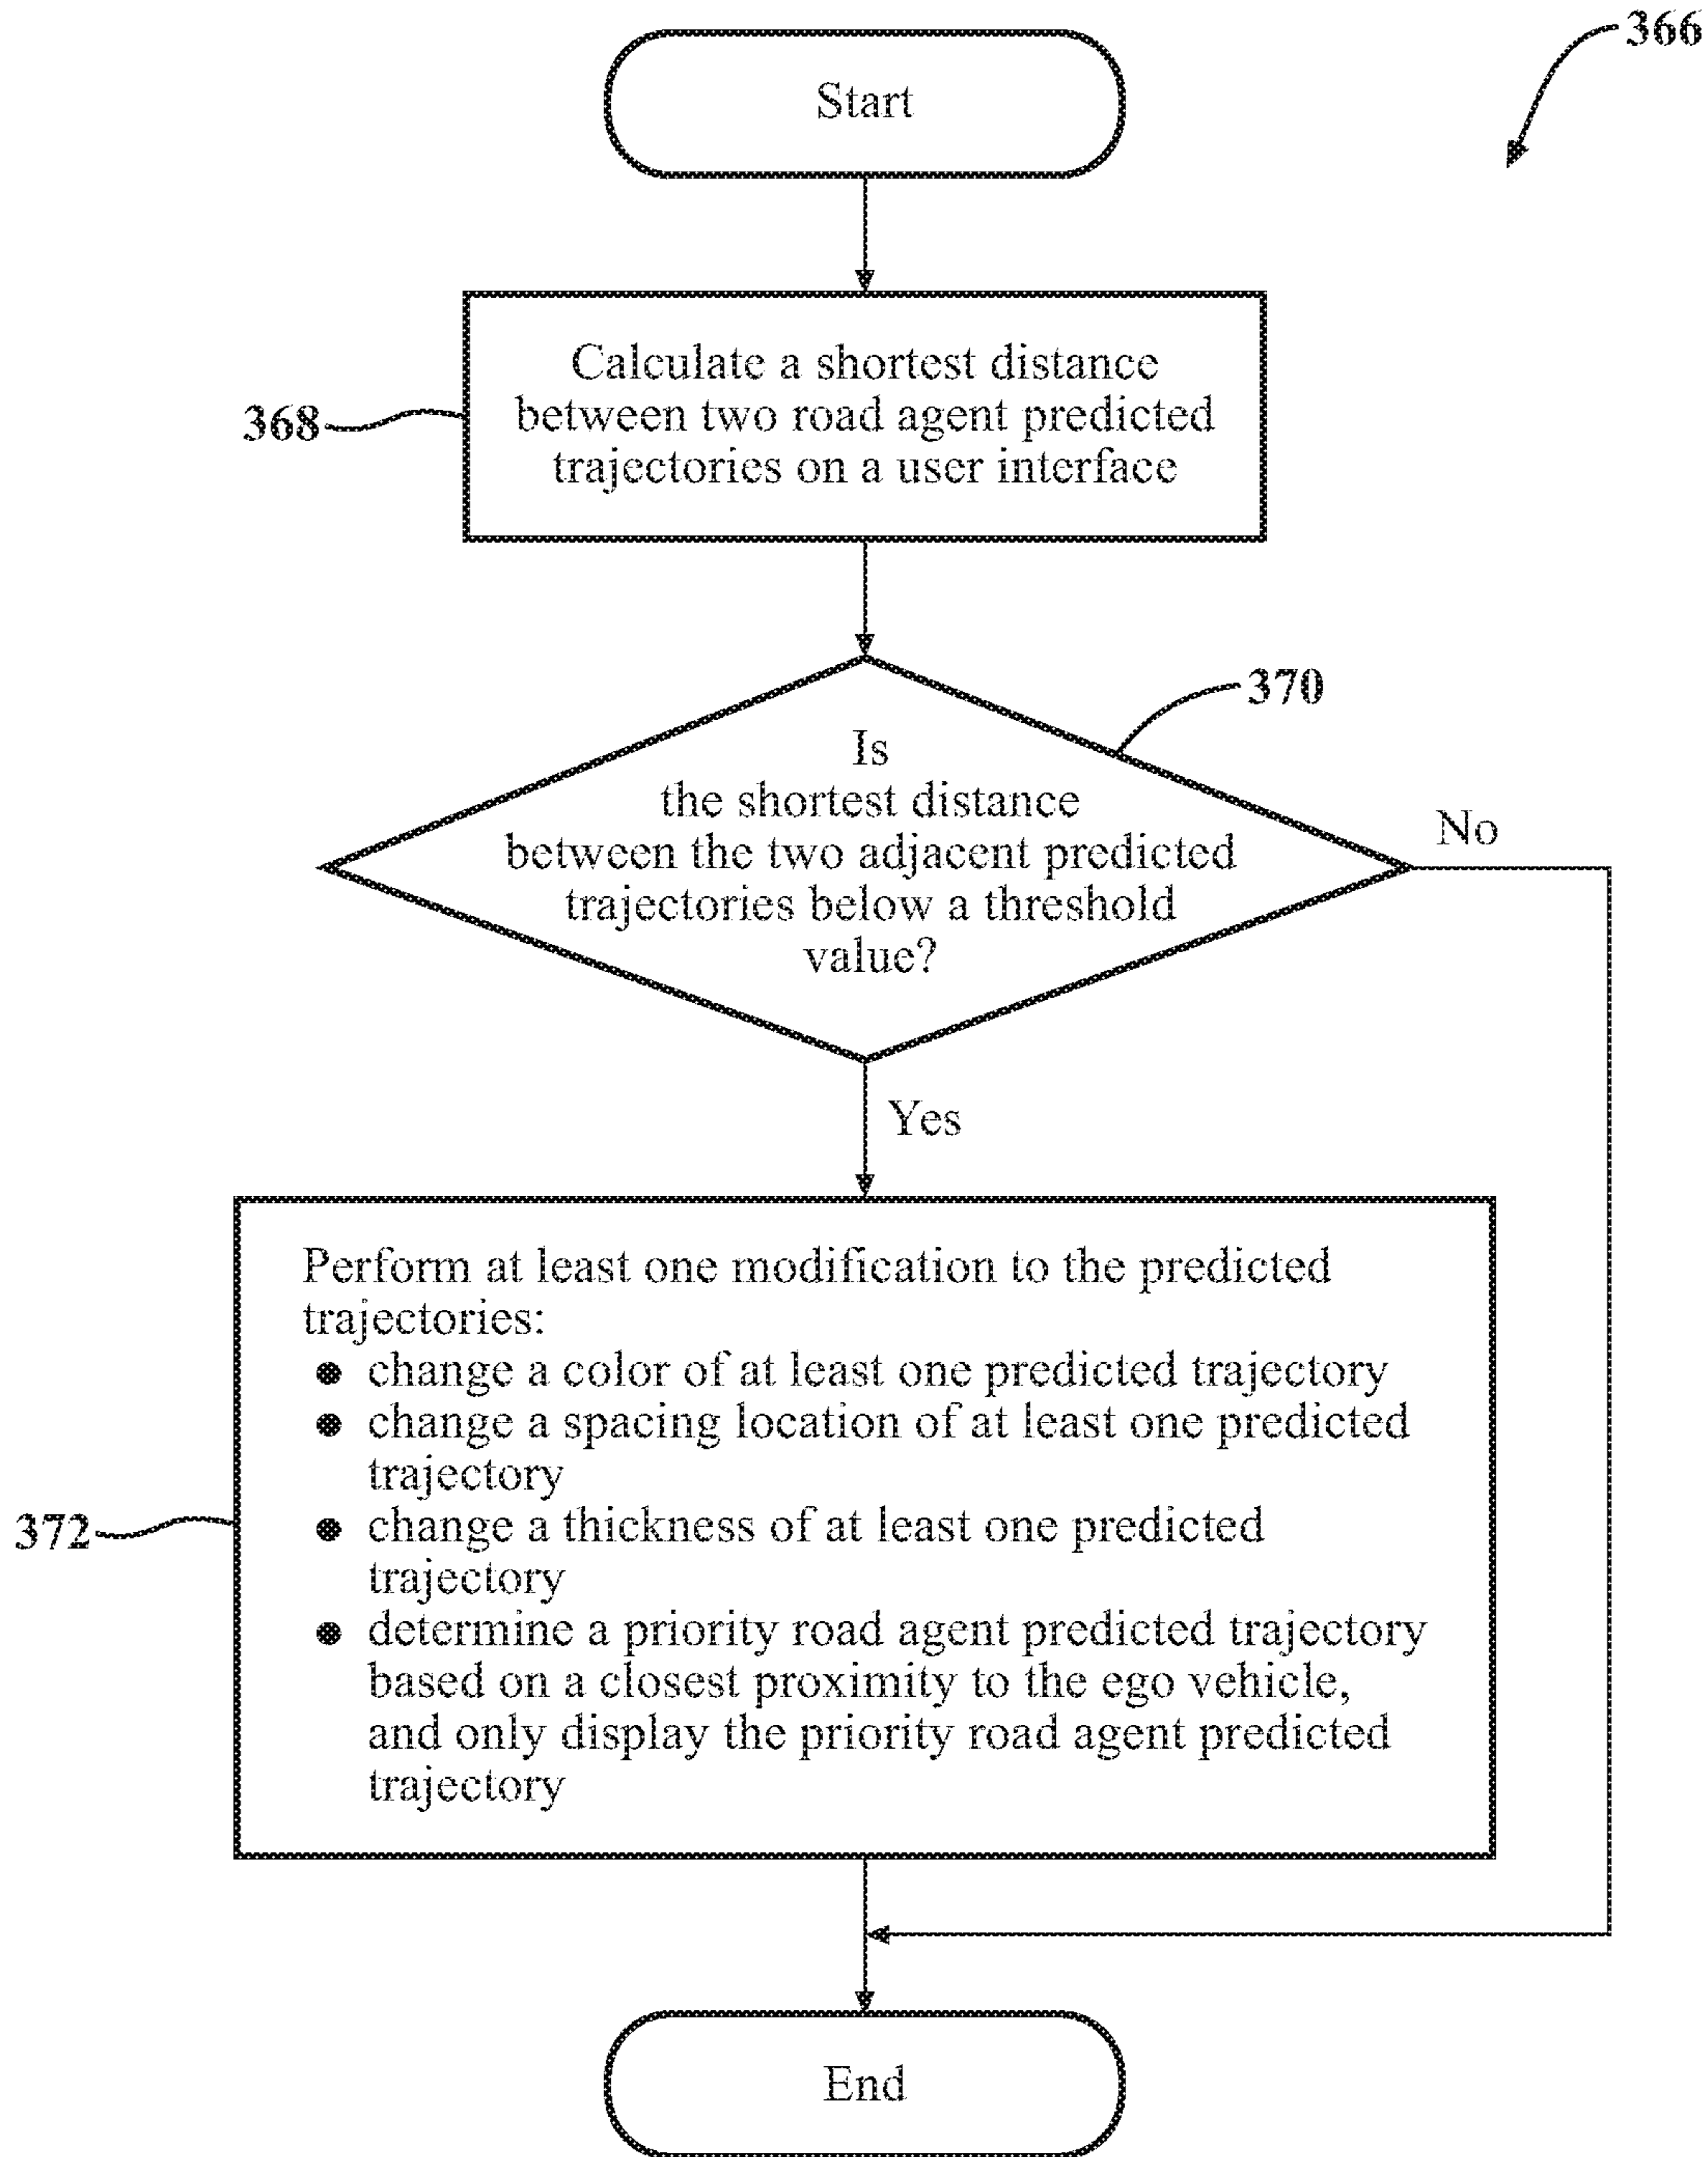 366
Start
Calculate a shortest distance
between two road agent predicted
trajectories on a user interface
368
370
Is
the shortest distance
between the two adjacent predicted
trajectories below a threshold
value?
No
Yes
Perform at least one modification to the predicted
trajectories:
● change a color of at least one predicted trajectory
● change a spacing location of at least one predicted
trajectory
● change a thickness of at least one predicted
trajectory
● determine a priority road agent predicted trajectory
based on a closest proximity to the ego vehicle,
and only display the priority road agent predicted
trajectory
372
End